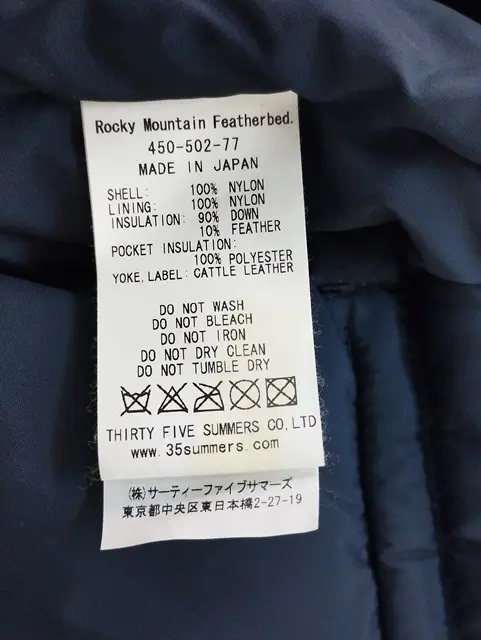 Rocky Mountain Featherbed.
450-502-77
MADE IN JAPAN
SHELL: 100% NYLON
LINING: 100% NYLON
INSULATION: 90% DOWN
10% FEATHER
POCKET INSULATION:
100% POLYESTER
YOKE,LABEL: CATTLE LEATHER
DO NOT WASH
DO NOT BLEACH
DO NOT IRON
DO NOT DRY CLEAN
DO NOT TUMBLE DRY
THIRTY FIVE SUMMERS CO,LTD
www.35summers.com
(株)サーティーファイブサマーズ
東京都中央区東日本橋2-27-19